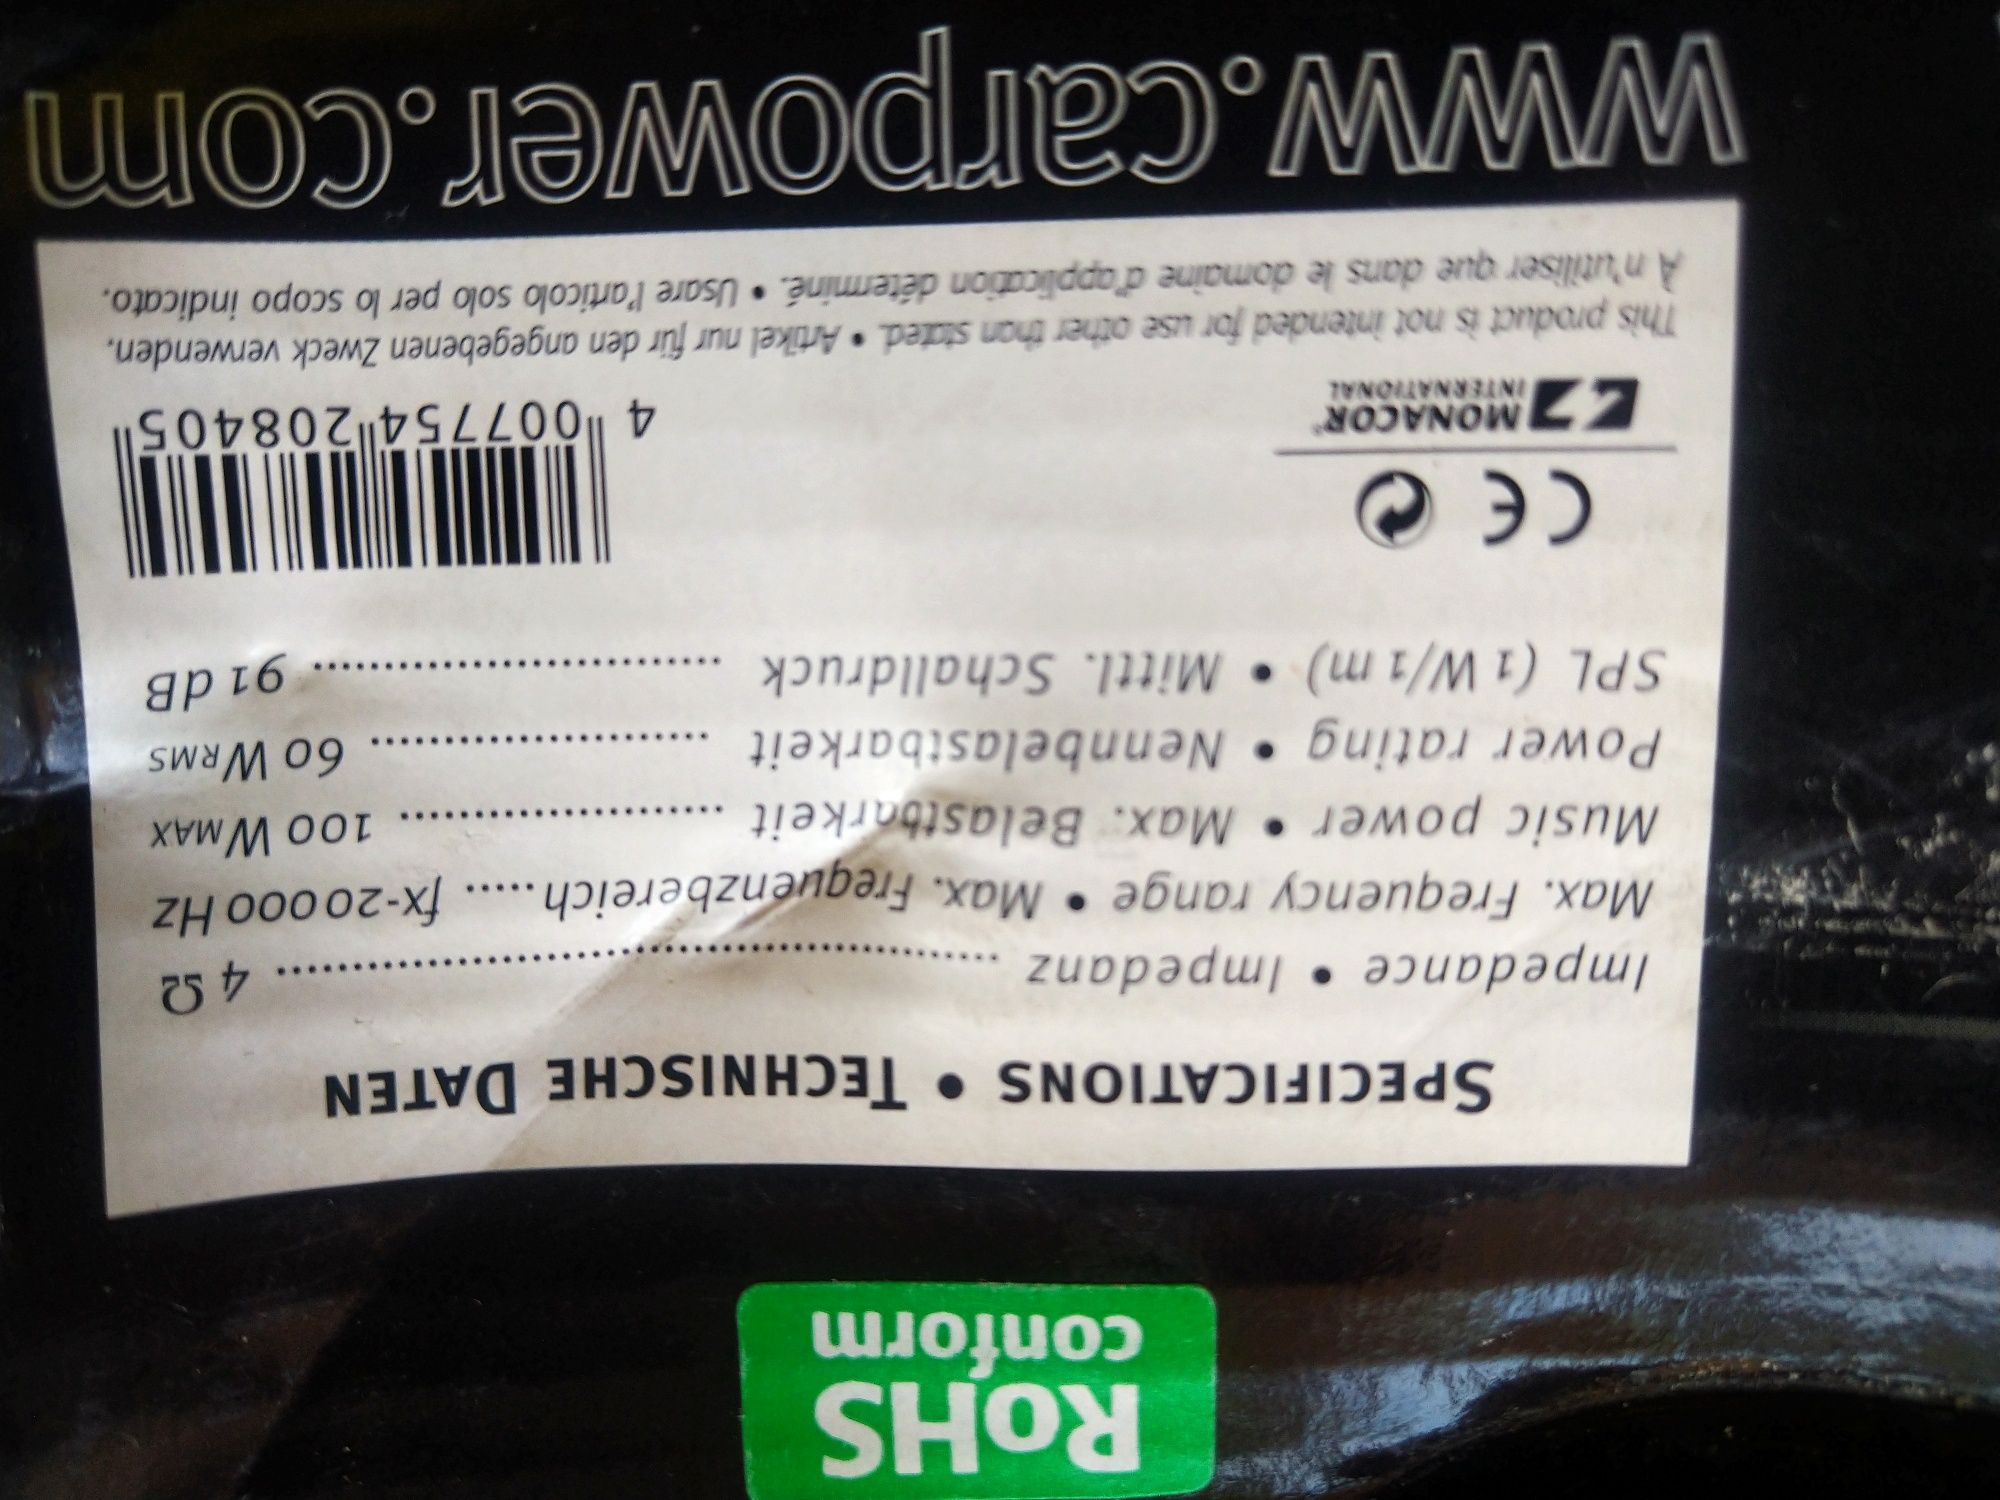 RoHS
conform
SPECIFICATIONS • TECHNISCHE DATEN
Impedance • Impedanz ........................................ 4 Ω
Max. Frequency range • Max. Frequenzbereich..... fx-20000 Hz
Music power • Max. Belastbarkeit .................... 100 WMAX
Power rating • Nennbelastbarkeit ..................... 60 WRMS
SPL (1 W/1 m) • Mittl. Schalldruck ......................... 91 dB
CE
MONACOR®
INTERNATIONAL
4 007754 208405
This product is not intended for use other than stated. • Artikel nur für den angegebenen Zweck verwenden.
A n'utiliser que dans le domaine d'application déterminé. • Usare l'articolo solo per lo scopo indicato.
www.carpower.com